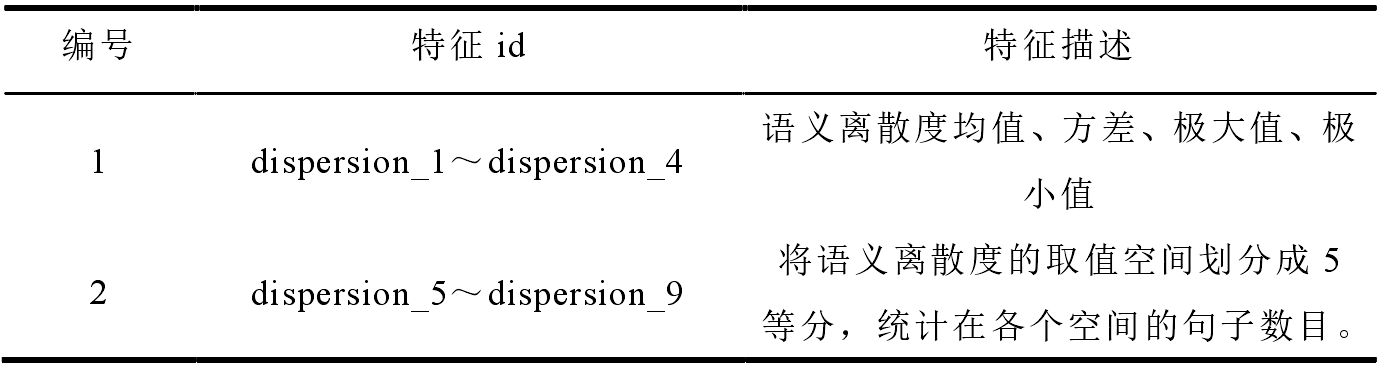 编号 特征 id 特征描述
语义离散度均值、方差、极大值、极
1 dispersion_1～dispersion_4
小值
将语义离散度的取值空间划分成 5
2 dispersion_5～dispersion_9
等分，统计在各个空间的句子数目。